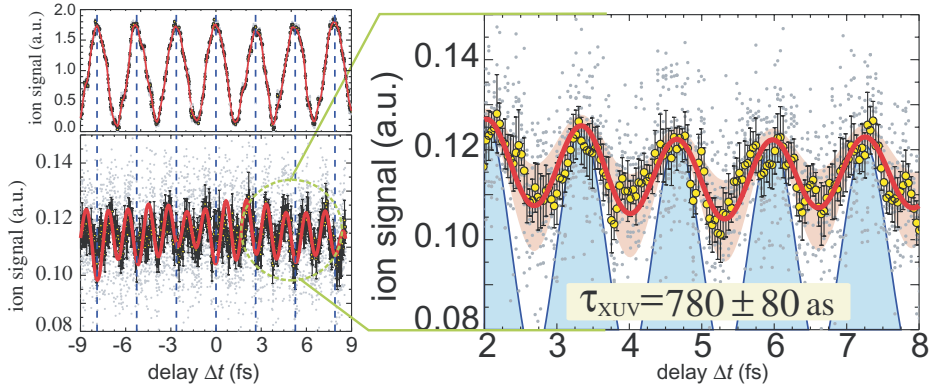 ion signal (a.u.)
2.0
1.5
1.0
0.5
0.0
ion signal (a.u.)
0.14
0.12
0.10
0.08
-9 -6 -3 0 3 6 9
delay Δt (fs)
ion signal (a.u.)
0.14
0.12
0.10
0.08
τXUV=780 ± 80 as
2 3 4 5 6 7 8
delay Δt (fs)